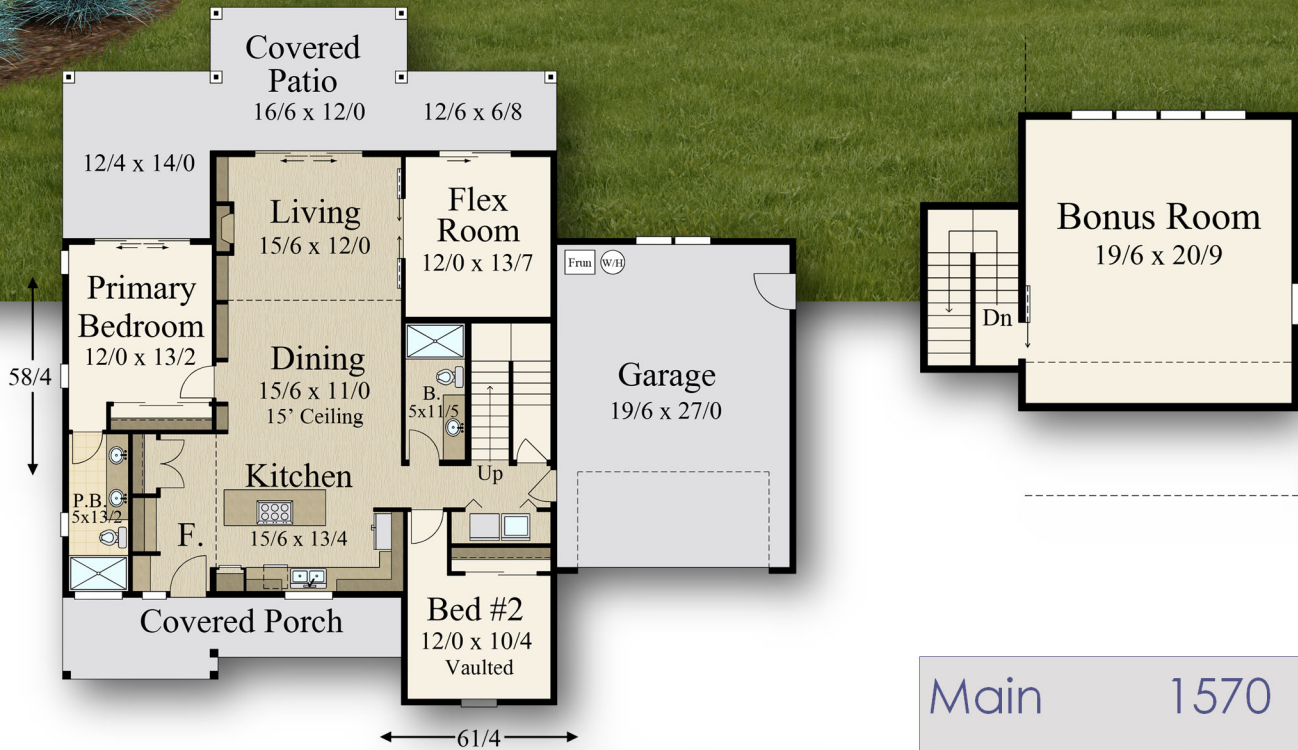 Covered
Patio
16/6 x 12/0
12/6 x 6/8
12/4 x 14/0
Living
15/6 x 12/0
Flex
Room
12/0 x 13/7
Primary
Bedroom
12/0 x 13/2
Frun
W/H
Bonus Room
19/6 x 20/9
Dn
58/4
Dining
15/6 x 11/0
15' Ceiling
B.
5x11/5
Garage
19/6 x 27/0
Kitchen
15/6 x 13/4
Up
P.B.
5x13/2
F.
Covered Porch
Bed #2
12/0 x 10/4
Vaulted
61/4
Main 1570